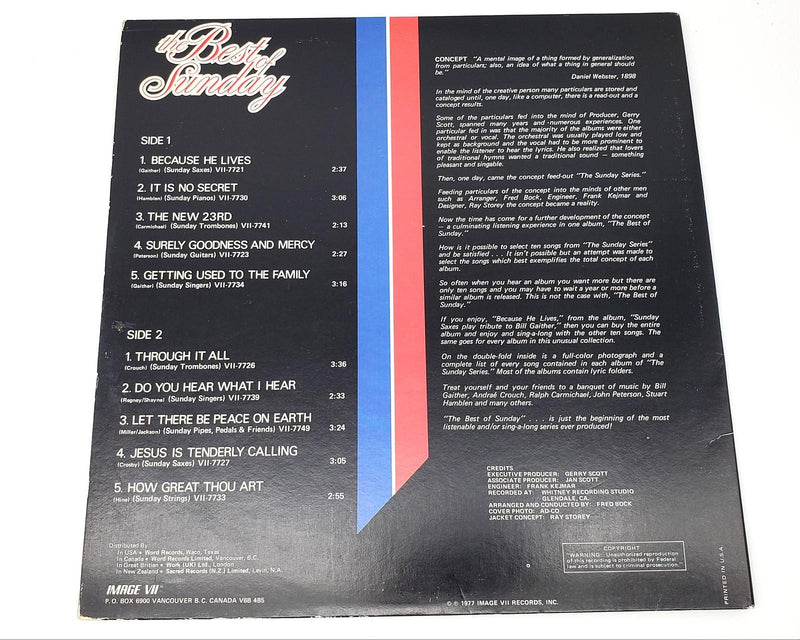 the Best of
Sunday
SIDE 1
1. BECAUSE HE LIVES
(Gaither) (Sunday Saxes) VII-7721 2:37
2. IT IS NO SECRET
(Hamblen) (Sunday Pianos) VII-7730 3:06
3. THE NEW 23RD
(Carmichael) (Sunday Trombones) VII-7741 2:13
4. SURELY GOODNESS AND MERCY
(Peterson) (Sunday Guitars) VII-7723 2:27
5. GETTING USED TO THE FAMILY
(Gaither) (Sunday Singers) VII-7734 3:16
SIDE 2
1. THROUGH IT ALL
(Crouch) (Sunday Trombones) VII-7726 3:36
2. DO YOU HEAR WHAT I HEAR
(Regney/Shayne) (Sunday Singers) VII-7739 2:33
3. LET THERE BE PEACE ON EARTH
(Miller/Jackson) (Sunday Pipes, Pedals & Friends) VII-7749 3:24
4. JESUS IS TENDERLY CALLING
(Crosby) (Sunday Saxes) VII-7727 3:05
5. HOW GREAT THOU ART
(Hine) (Sunday Strings) VII-7733 2:55
Distributed By
In USA • Word Records, Waco, Texas
In Canada • Word Records Limited, Vancouver, B.C.
In Great Britian • Work (UK) Ltd., London
In New Zealand • Sacred Records (N.Z.) Limited, Levin, N.A.
IMAGE VII
P.O. BOX 6900 VANCOUVER B.C. CANADA V6B 4B5
CONCEPT "A mental image of a thing formed by generalization
from particulars; also, an idea of what a thing in general should
be."
Daniel Webster, 1898
In the mind of the creative person many particulars are stored and
cataloged until, one day, like a computer, there is a read-out and a
concept results.
Some of the particulars fed into the mind of Producer, Gerry
Scott, spanned many years and numerous experiences. One
particular fed in was that the majority of the albums were either
orchestral or vocal. The orchestral was usually played low and
kept as background and the vocal had to be more prominent to
enable the listener to hear the lyrics. He also realized that lovers
of traditional hymns wanted a traditional sound — something
pleasant and singable.
Then, one day, came the concept feed-out "The Sunday Series."
Feeding particulars of the concept into the minds of other men
such as Arranger, Fred Bock, Engineer, Frank Kejmar and
Designer, Ray Storey the concept became a reality.
Now the time has come for a further development of the concept
— a culminating listening experience in one album, "The Best of
Sunday."
How is it possible to select ten songs from "The Sunday Series"
and be satisfied . . . It isn't possible but an attempt was made to
select the songs which best exemplifies the total concept of each
album.
So often when you hear an album you want more but there are
only ten songs and you may have to wait a year or more before a
similar album is released. This is not the case with, "The Best of
Sunday."
If you enjoy, "Because He Lives," from the album, "Sunday
Saxes play tribute to Bill Gaither," then you can buy the entire
album and enjoy and sing-a-long with the other ten songs. The
same goes for every album in this unusual collection.
On the double-fold inside is a full-color photograph and a
complete list of every song contained in each album of "The
Sunday Series." Most of the albums contain lyric folders.
Treat yourself and your friends to a banquet of music by Bill
Gaither, Andraé Crouch, Ralph Carmichael, John Peterson, Stuart
Hamblen and many others.
"The Best of Sunday" . . . . is just the beginning of the most
listenable and/or sing-a-long series ever produced!
CREDITS
EXECUTIVE PRODUCER: GERRY SCOTT
ASSOCIATE PRODUCER: JAN SCOTT
ENGINEER: FRANK KEJMAR
RECORDED AT: WHITNEY RECORDING STUDIO
GLENDALE, CA.
ARRANGED AND CONDUCTED BY: FRED BOCK
COVER PHOTO: AD-CO
JACKET CONCEPT: RAY STOREY
COPYRIGHT
"WARNING: Unauthorized reproduction
of this recording is prohibited by Federal
law and is subject to criminal prosecution."
© ℗ 1977 IMAGE VII RECORDS, INC.
PRINTED IN U.S.A.